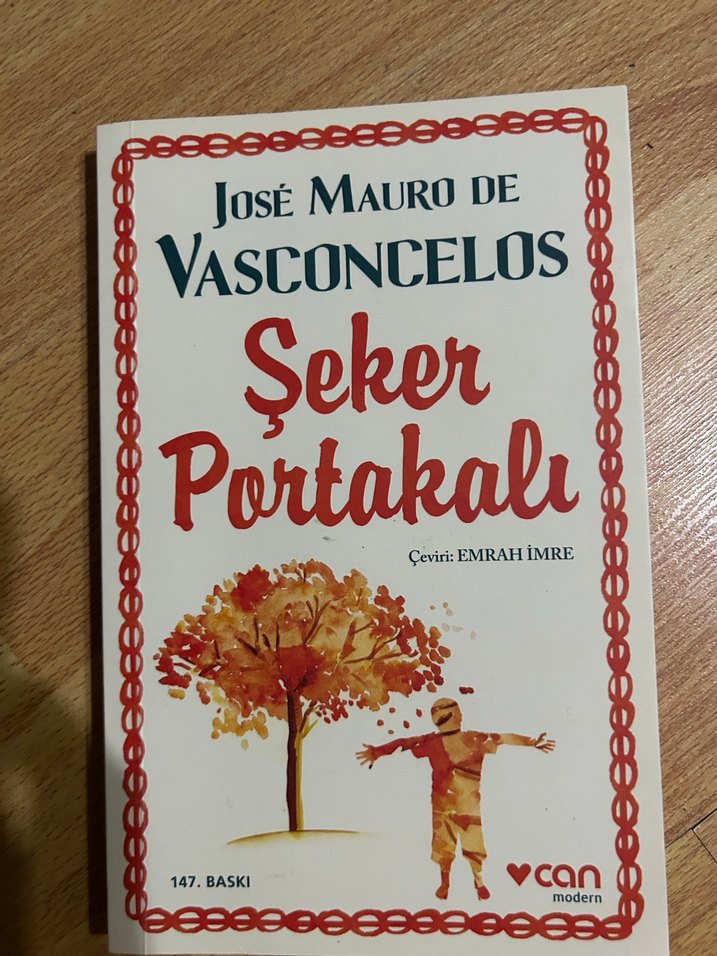 JOSÉ MAURO DE
VASCONCELOS
Şeker
Portakalı
Çeviri: EMRAH İMRE
147. BASKI
can
modern